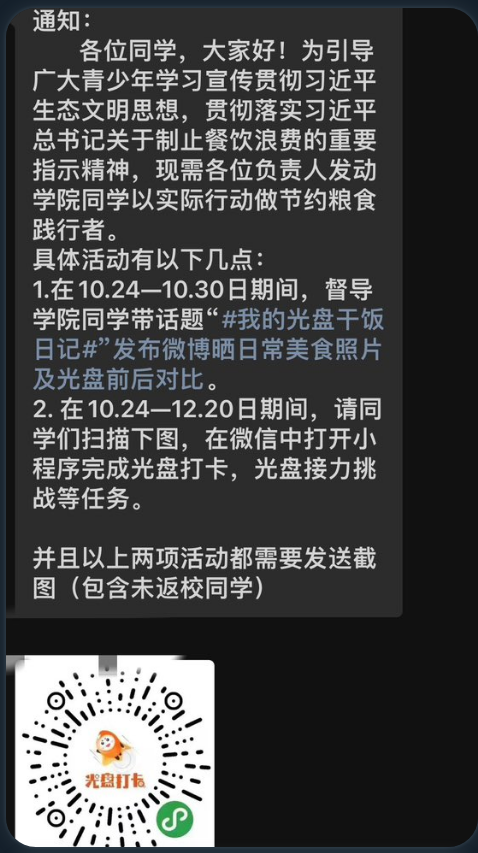 通知：
各位同学，大家好！为引导
广大青少年学习宣传贯彻习近平
生态文明思想，贯彻落实习近平
总书记关于制止餐饮浪费的重要
指示精神，现需各位负责人发动
学院同学以实际行动做节约粮食
践行者。
具体活动有以下几点：
1.在10.24—10.30日期间，督导
学院同学带话题“#我的光盘干饭
日记#”发布微博晒日常美食照片
及光盘前后对比。
2. 在10.24—12.20日期间，请同
学们扫描下图，在微信中打开小
程序完成光盘打卡，光盘接力挑
战等任务。
并且以上两项活动都需要发送截
图（包含未返校同学）
光盘打卡